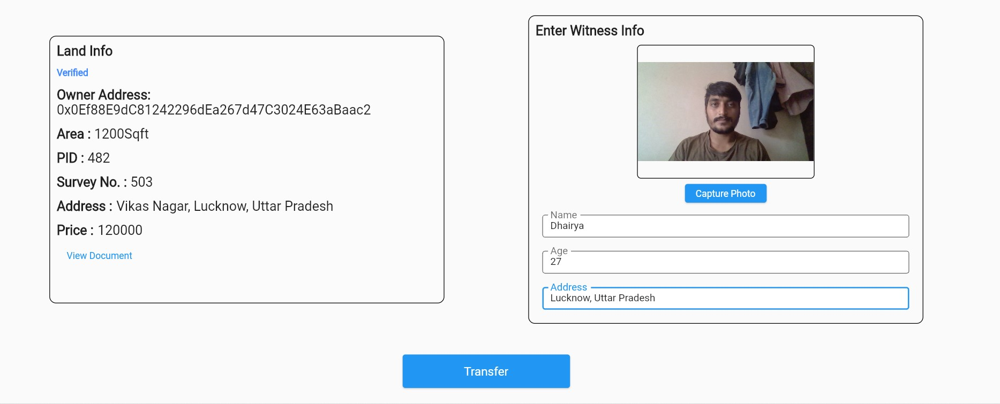 Land Info
Verified
Owner Address:
0x0Ef88E9dC81242296dEa267d47C3024E63aBaac2
Area : 1200Sqft
PID : 482
Survey No. : 503
Address : Vikas Nagar, Lucknow, Uttar Pradesh
Price : 120000
View Document
Enter Witness Info
Capture Photo
Name
Dhairya
Age
27
Address
Lucknow, Uttar Pradesh
Transfer